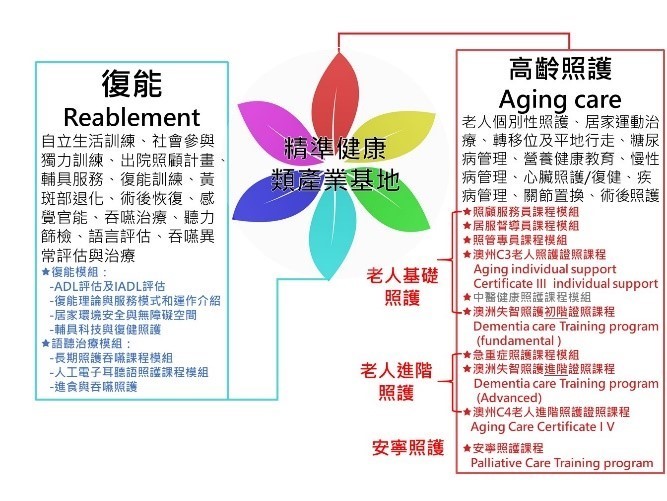 復能
Reablement
自立生活訓練、社會參與
獨力訓練、出院照顧計畫、
輔具服務、復能訓練、黃
斑部退化、術後恢復、感
覺官能、吞嚥治療、聽力
篩檢、語言評估、吞嚥異
常評估與治療
★復能模組：
-ADL評估及IADL評估
-復能理論與服務模式和運作介紹
-居家環境安全與無障礙空間
-輔具科技與復健照護
★語聽治療模組：
-長期照護吞嚥課程模組
-人工電子耳聽語照護課程模組
-進食與吞嚥照護
精準健康
類產業基地
高齡照護
Aging care
老人個別性照護、居家運動治
療、轉移位及平地行走、糖尿
病管理、營養健康教育、慢性
病管理、心臟照護/復健、疾
病管理、關節置換、術後照護
老人基礎
照護
★照顧服務員課程模組
★居服督導員課程模組
★照管專員課程模組
★澳州C3老人照護證照課程
Aging individual support
Certificate III individual support
★中醫健康照護課程模組
★澳洲失智照護初階證照課程
Dementia care Training program
(fundamental )
老人進階
照護
★急重症照護課程模組
★澳洲失智照護進階證照課程
Dementia care Training program
(Advanced)
★澳州C4老人進階照護證照課程
Aging Care Certificate I V
安寧照護
★安寧照護課程
Palliative Care Training program